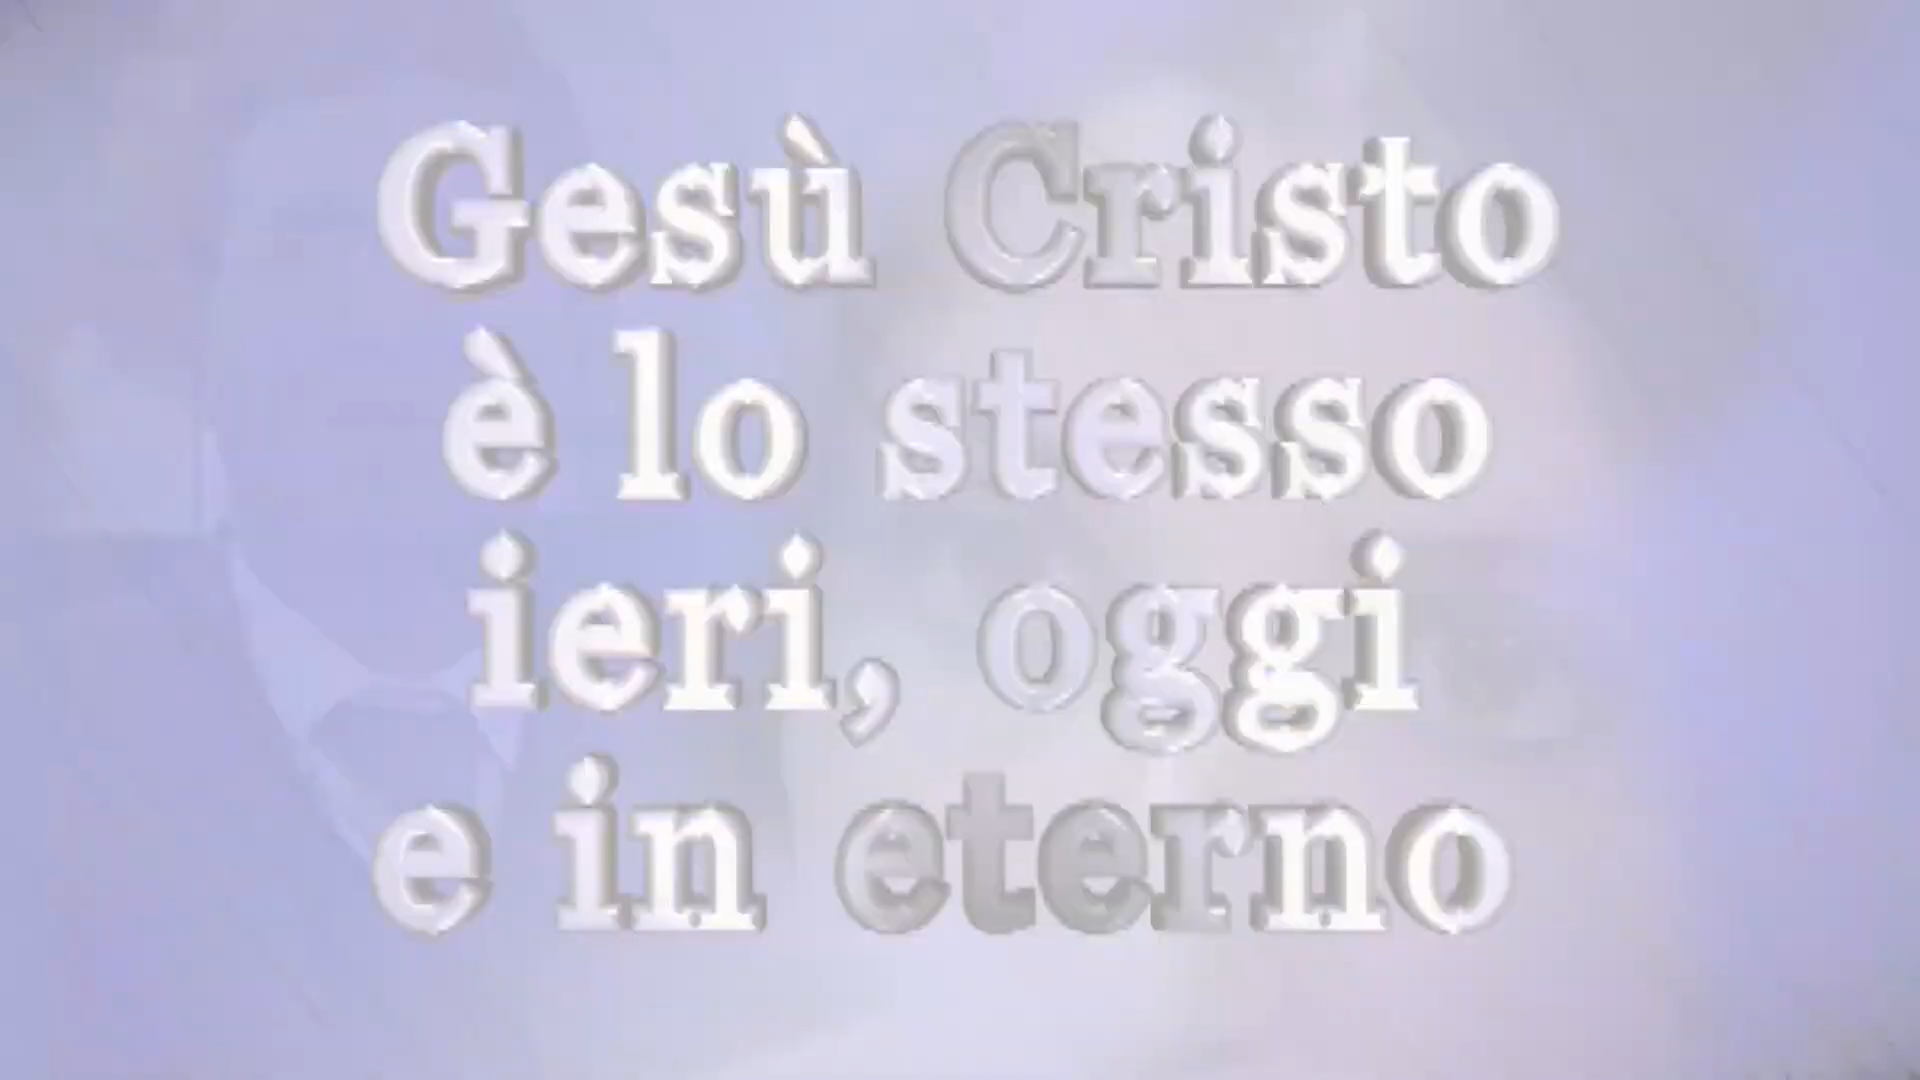 Gesù Cristo
è lo stesso
ieri, oggi
e in eterno